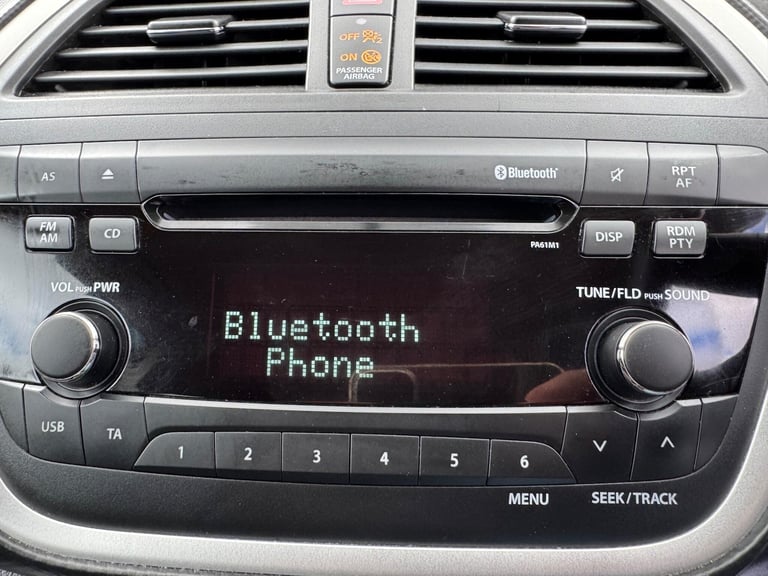 OFF
ON
PASSENGER
AIRBAG
AS
Bluetooth
RPT
AF
FM
AM
CD
PA61M1
DISP
RDM
PTY
VOL PUSH PWR
TUNE/FLD PUSH SOUND
Bluetooth
Phone
USB
TA
1
2
3
4
5
6
MENU
SEEK/TRACK